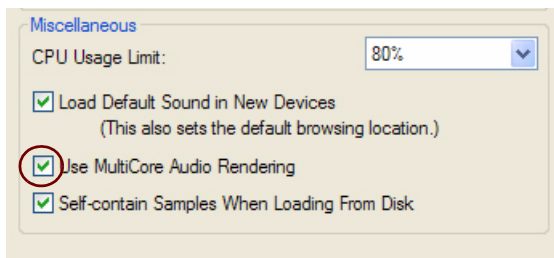 Miscellaneous
CPU Usage Limit: 80%
Load Default Sound in New Devices
(This also sets the default browsing location.)
Use MultiCore Audio Rendering
Self-contain Samples When Loading From Disk